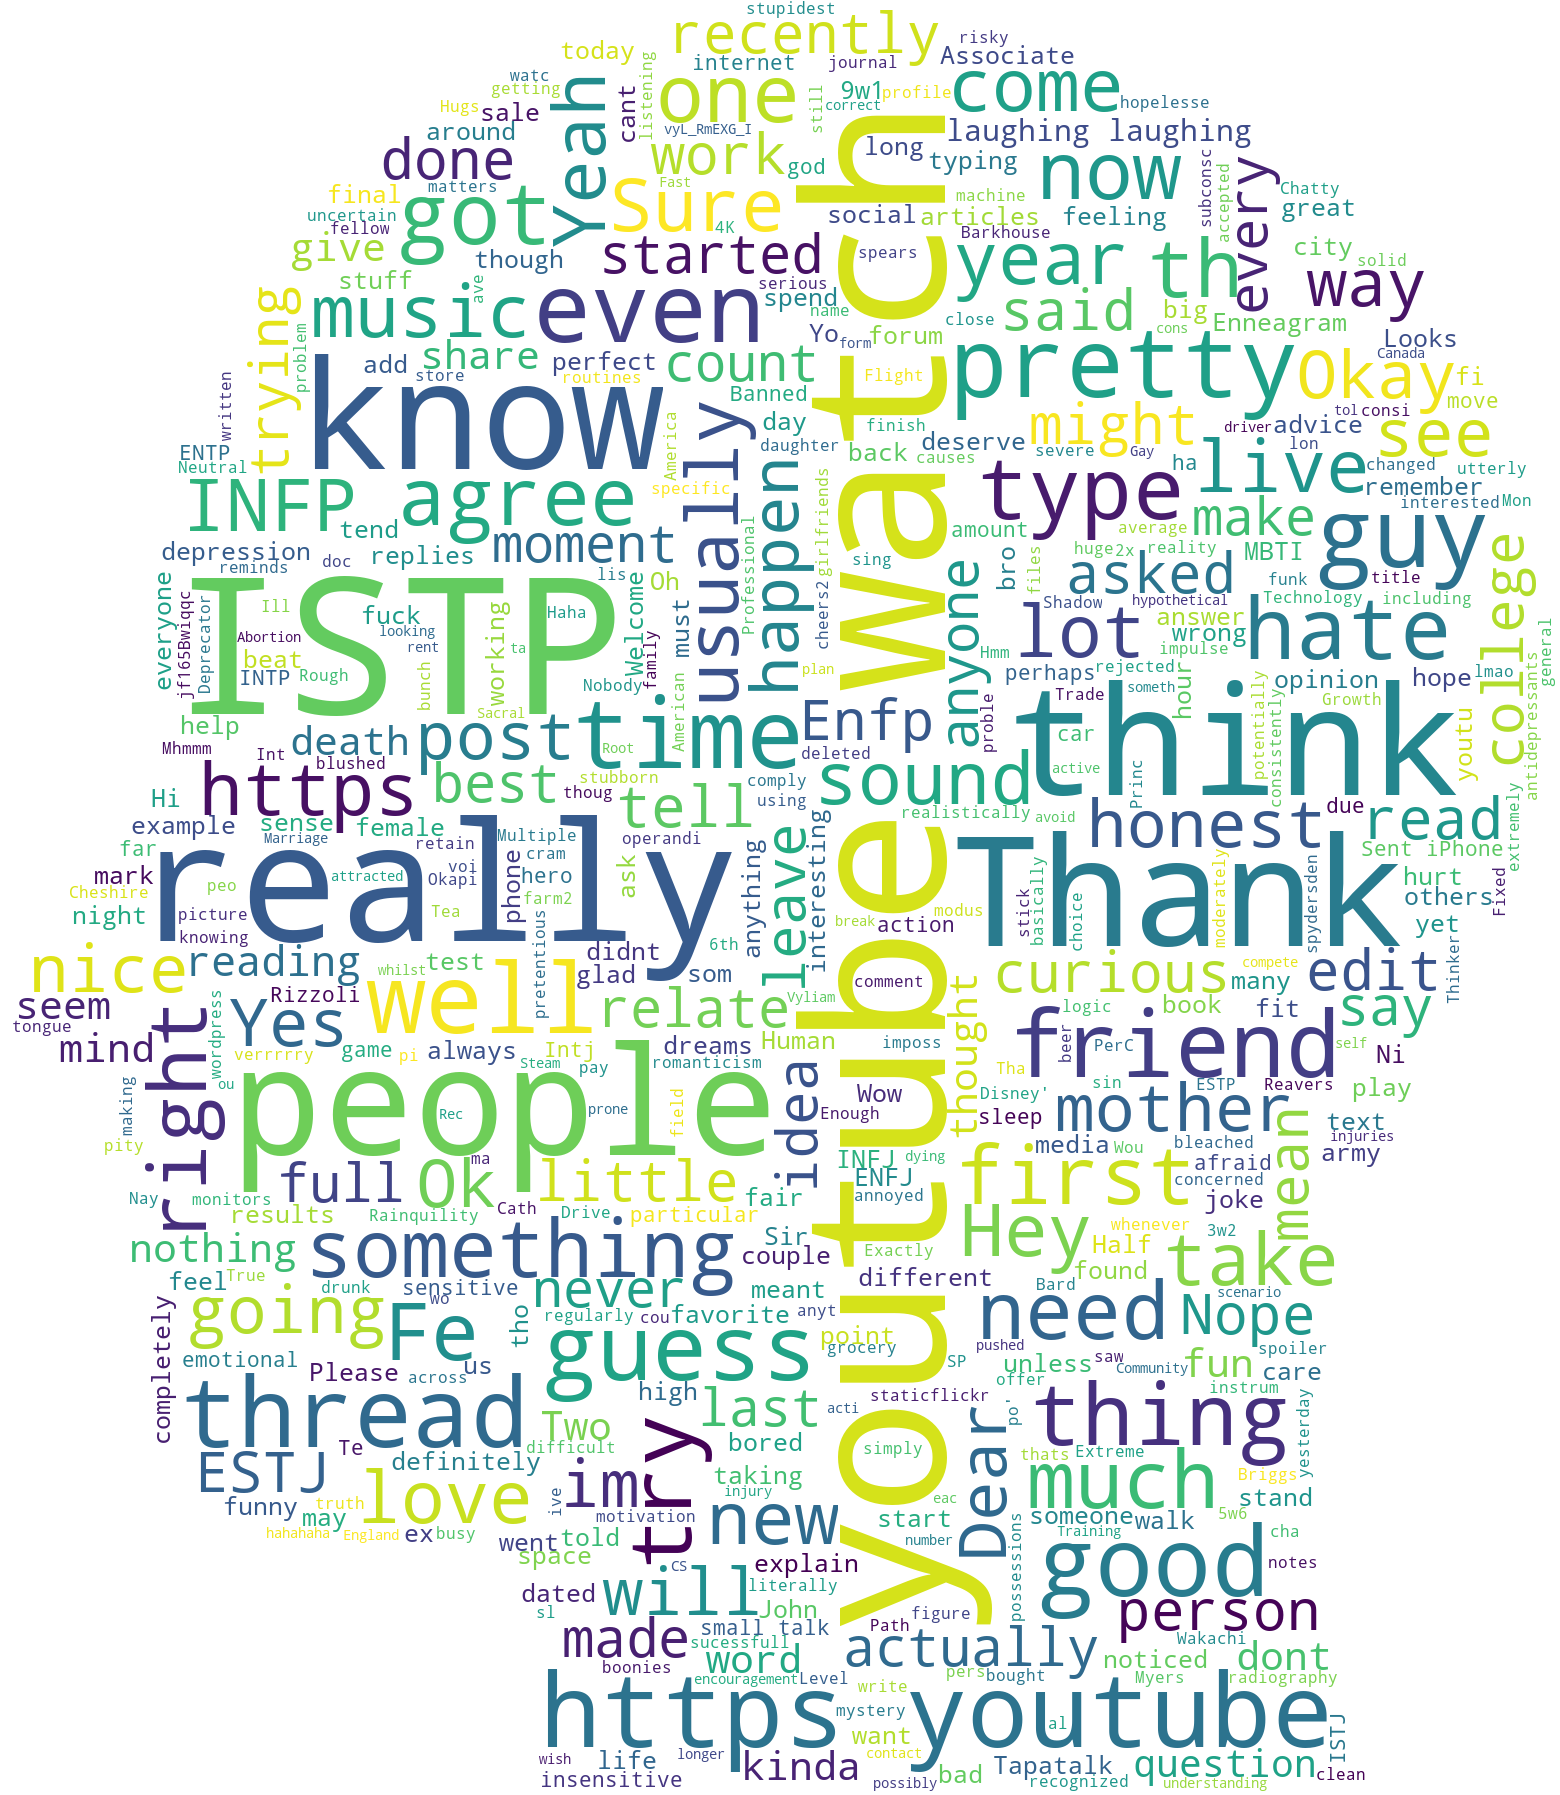 stupidest
recently
risky
today
internet
journal
Associate
watc
getting
Yeah
one
listening
still
9w1
profile
come
hopelesse
Hugs
sale
cant
correct
around
vyL_RmEXG_I
work
god
long
typing
laughing laughing
done
youtube watch
now
every
subconsc
accepted
Chatty
great
matters
final
Fast
Sure
machine
uncertain
fellow
got
social
articles
feeling
4K
Barkhouse
give
though
started
spears
year
th
city
solid
way
stuff
ave
serious
spend
name
close
said
big
cons
Enneagram
trying
problem
music
even
Yo
form
forum
Looks
Canada
share
perfect
count
pretty
Okay
fi
add
store
routines
Flight
move
written
know
usually
America
Banned
day
finish
might
tol
consi
driver
advice
see
ENTP
Neutral
daughter
back
deserve
causes
severe
Gay
ha
lon
live
changed
utterly
remember
INFP
agree
specific
happen
girlfriends
type
interested
Mon
tend
moment
Professional
amount
average
make
guy
depression
replies
doc
reminds
sing
bro
files
huge
2x
reality
MBTI
college
everyone
ISTP
lis
Oh
anyone
asked
funk
title
Ill
fuck
Haha
Welcome
must
cheers2
Shadow
hypothetical
Technology
including
jf165Bwiqqc
Deprecator
Abortion
looking
rent
working
lot
answer
wrong
hate
beat
INTP
Rough
bunch
ta
family
plan
Hmm
perhaps
rejected
impulse
opinion
hope
lmao
general
antidepressants
Nobody
Sacral
American
Enfp
proble
Trade
someth
hour
Growth
help
Mhmmm
Int
death
post
time
Root
deleted
think
car
active
Princ
potentially
consistently
youtu
blushed
https
best
stubborn
thoug
tell
comply
using
sound
realistically
avoid
honest
due
read
extremely
Hi
example
sense
Marriage
female
Multiple
operandi
anything
interesting
far
really
retain
cram
voi
Okapi
hero
ask
leave
Thank
spydersden
Sent iPhone
hurt
mark
Cheshire
peo
attracted
phone
farm2
break
modus
stick
basically
choice
moderately
others
Fixed
night
picture
knowing
Tea
6th
action
yet
nice
reading
whilst
test
pretentious
didnt
glad
som
comment
curious
compete
many
edit
Thinker
seem
tongue
Rizzoli
Yes
well
relate
Vyliam
thought
logic
book
fit
say
mind
right
wordpress
verrrrry
game
pi
always
Intj
dreams
Human
imposs
friend
beer
PerC
self
Ni
ou
Steam
pay
romanticism
Tha
making
people
idea
Wow
Disney'
sin
ESTP
Reavers
play
Rec
prone
field
Enough
sleep
mother
mean
text
pity
INFJ
dying
media
Wou
bleached
injuries
army
ma
full
Ok
little
ENFJ
annoyed
first
afraid
concerned
Nay
monitors
Cath
fair
joke
results
Rainquility
Drive
particular
Sir
Hey
whenever
3w2
nothing
something
couple
Exactly
Half
take
feel
True
drunk
sensitive
never
meant
different
Bard
found
scenario
completely
going
wo
Fe
tho
regularly
cou
favorite
anyt
need
Nope
emotional
guess
point
grocery
pushed
spoiler
Please
across
us
SP
unless
saw
Community
fun
care
thread
high
last
staticflickr
offer
thing
instrum
Two
try
acti
Dear
po'
yesterday
Te
difficult
bored
simply
thats
Extreme
ESTJ
definitely
taking
much
Briggs
funny
truth
love
ive
im
injury
eac
stand
may
motivation
new
start
someone
walk
5w6
hahahaha
England
ex
busy
went
told
number
Training
cha
space
CS
explain
possessions
good
notes
dated
will
literally
sl
John
figure
person
made
small talk
Path
sucessfull
Wakachi
boonies
word
actually
noticed
dont
encouragement
Level
pers
bought
Myers
radiography
write
https youtube
mystery
al
want
ISTJ
wish
life
longer
contact
insensitive
kinda
possibly
bad
Tapatalk
recognized
question
understanding
clean